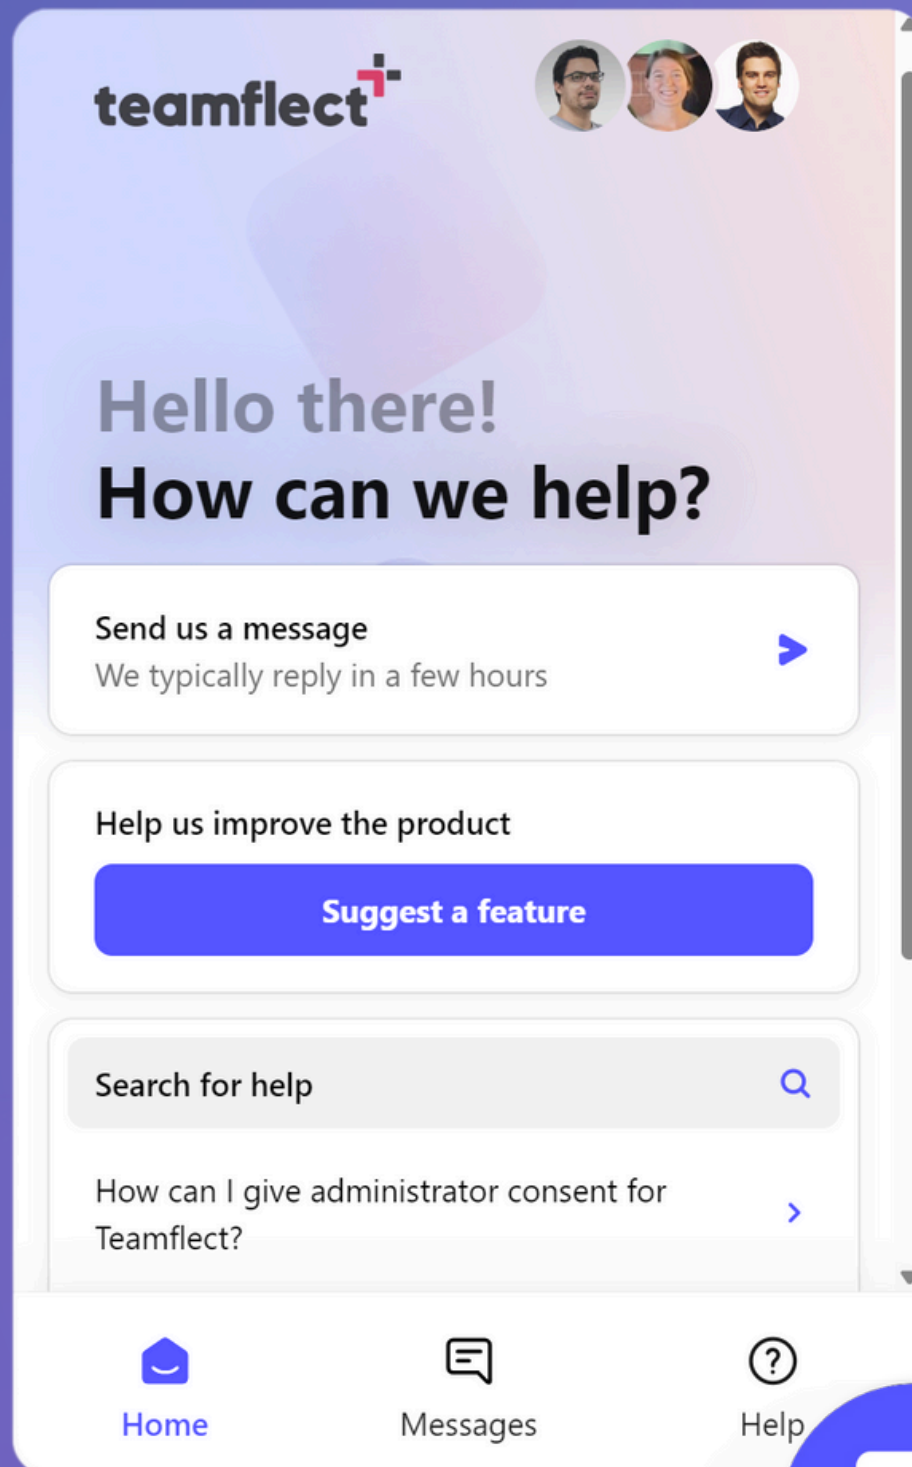 teamflect
Hello there!
How can we help?
Send us a message
We typically reply in a few hours
Help us improve the product
Suggest a feature
Search for help
How can I give administrator consent for
Teamflect?
Home
Messages
Help